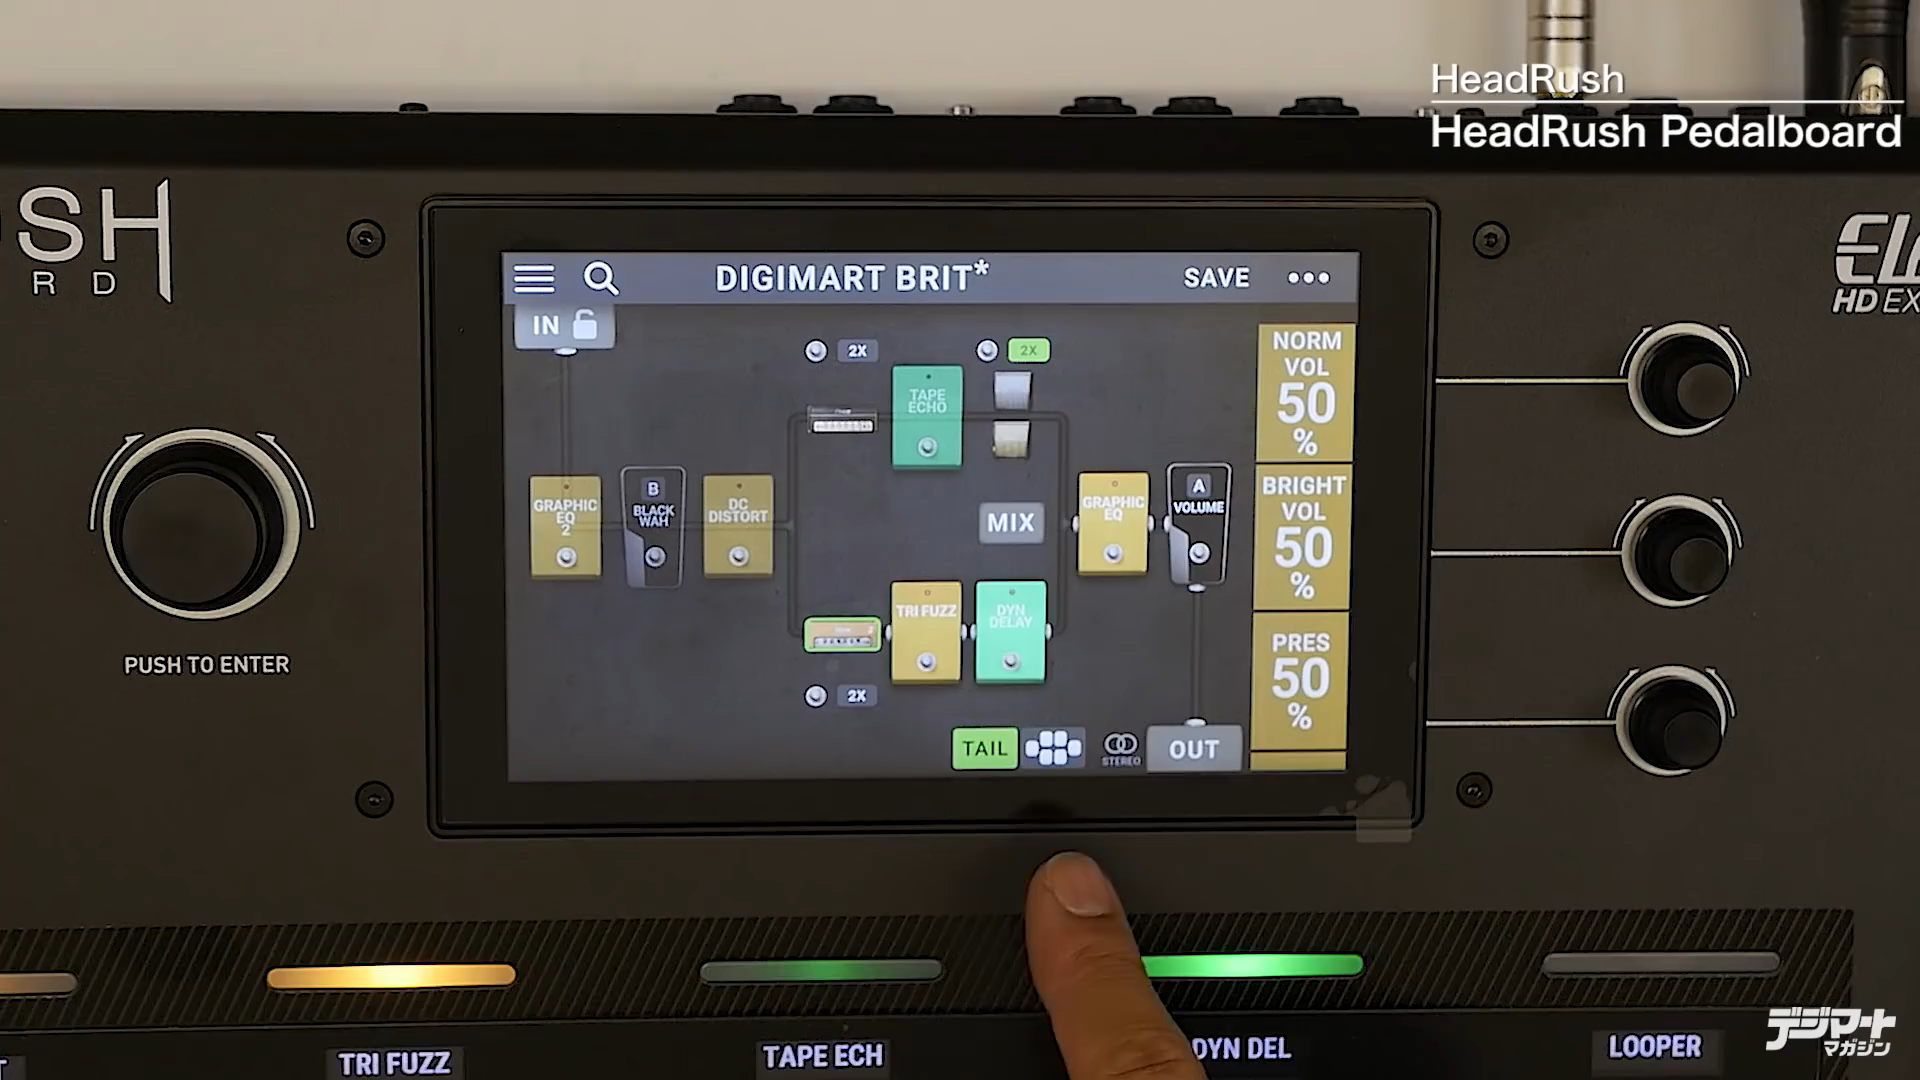 HeadRush
HeadRush Pedalboard
SH
RD
HD EX
DIGIMART BRIT*
SAVE
IN
2X
2X
NORM
VOL
50
%
TAPE
ECHO
GRAPHIC
EQ
2
B
BLACK
WAH
DC
DISTORT
MIX
GRAPHIC
EQ
A
VOLUME
BRIGHT
VOL
50
%
TRI FUZZ
DYN
DELAY
PRES
50
%
2X
TAIL
STEREO
OUT
PUSH TO ENTER
TRI FUZZ
TAPE ECH
DYN DEL
LOOPER
デジマート
マガジン